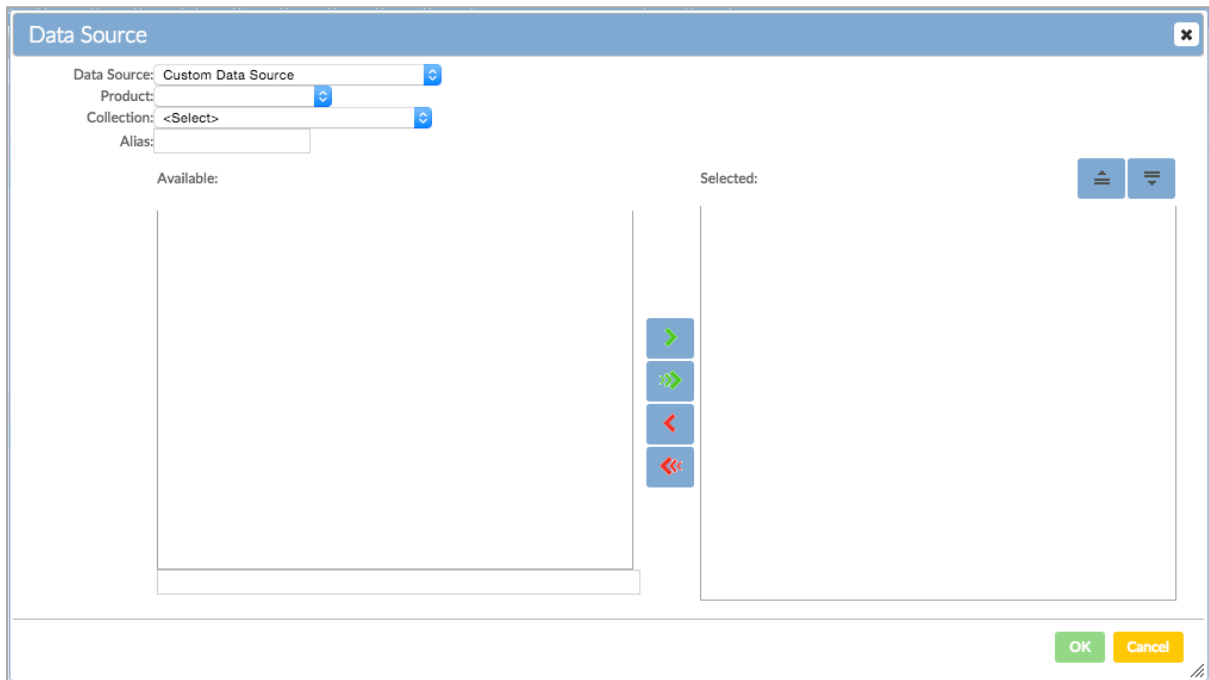 Data Source
Data Source: Custom Data Source
Product:
Collection: <Select>
Alias:
Available:
Selected:
OK
Cancel